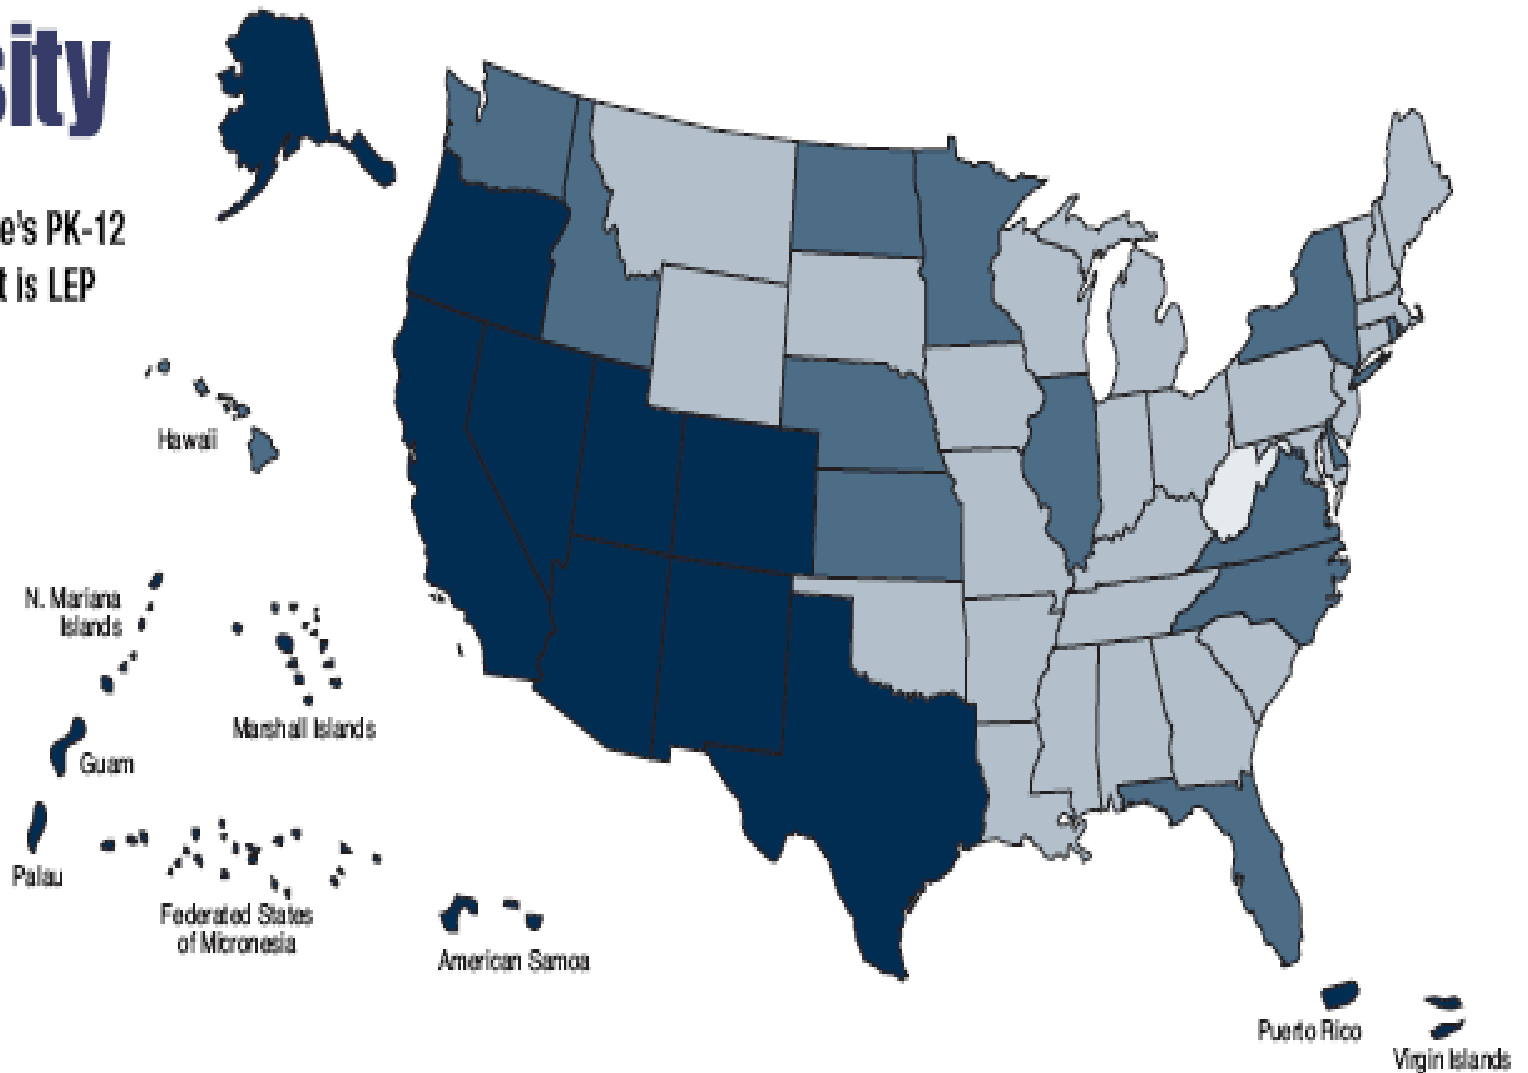 sity
e's PK-12
t is LEP
Hawaii
N. Mariana
Islands
Marshall Islands
Guam
Palau
Federated States
of Micronesia
American Samoa
Puerto Rico
Virgin Islands